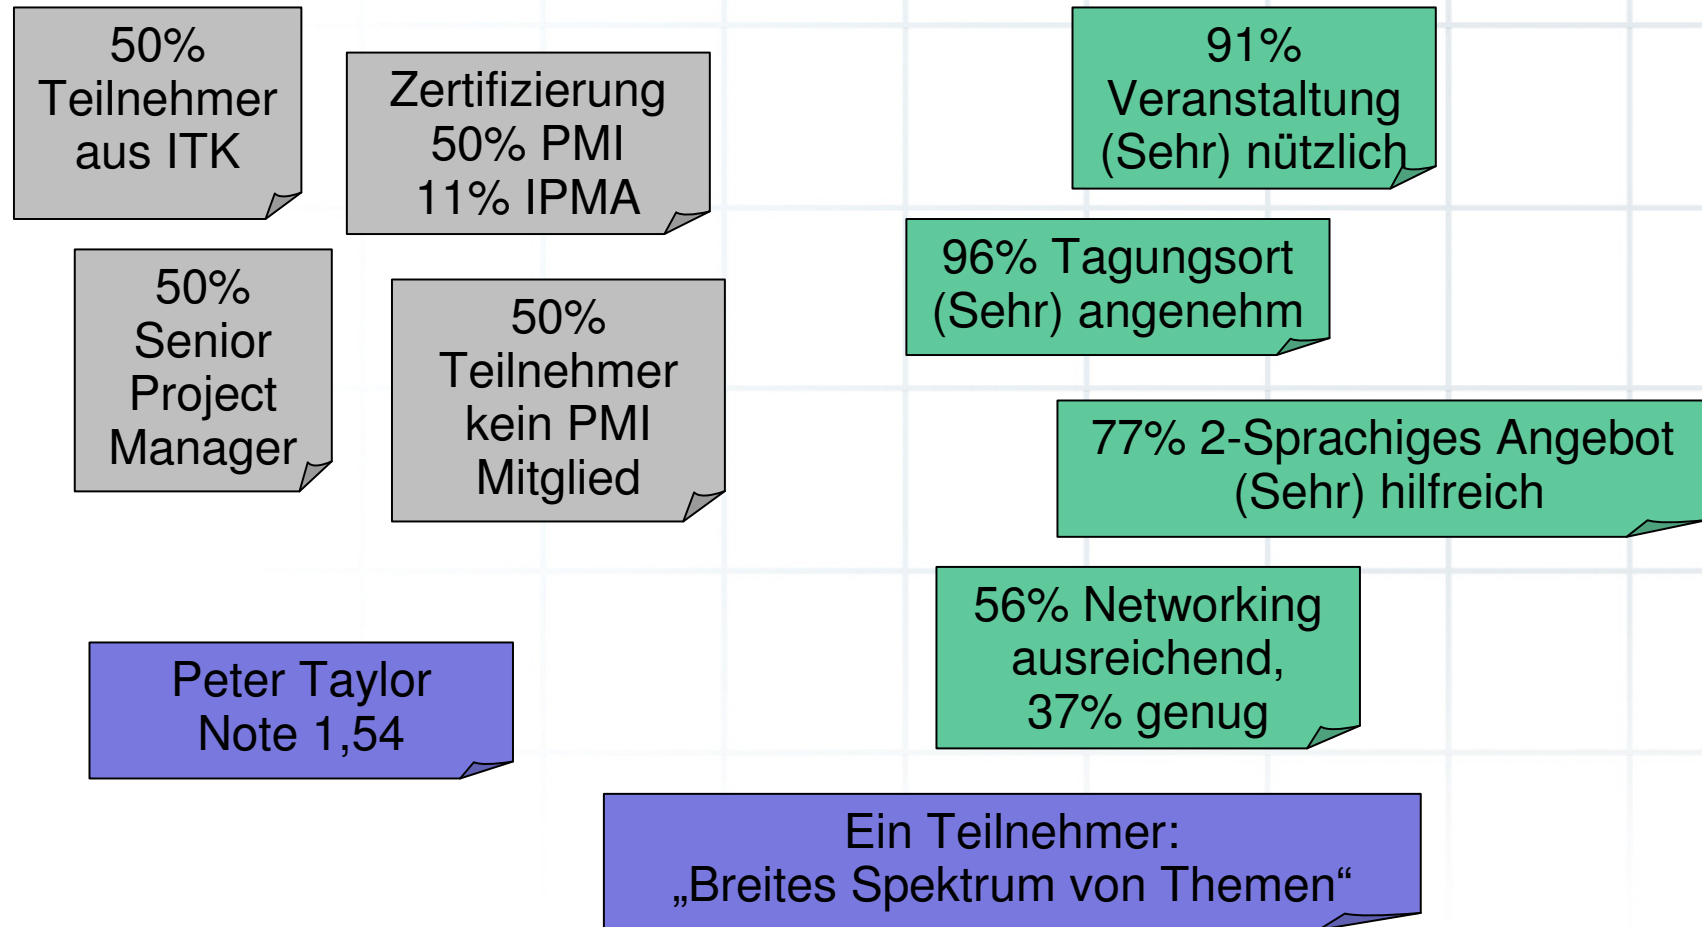 50%
Teilnehmer
aus ITK
Zertifizierung
50% PMI
11% IPMA
50%
Senior
Project
Manager
50%
Teilnehmer
kein PMI
Mitglied
91%
Veranstaltung
(Sehr) nützlich
96% Tagungsort
(Sehr) angenehm
77% 2-Sprachiges Angebot
(Sehr) hilfreich
56% Networking
ausreichend,
37% genug
Peter Taylor
Note 1,54
Ein Teilnehmer:
„Breites Spektrum von Themen“